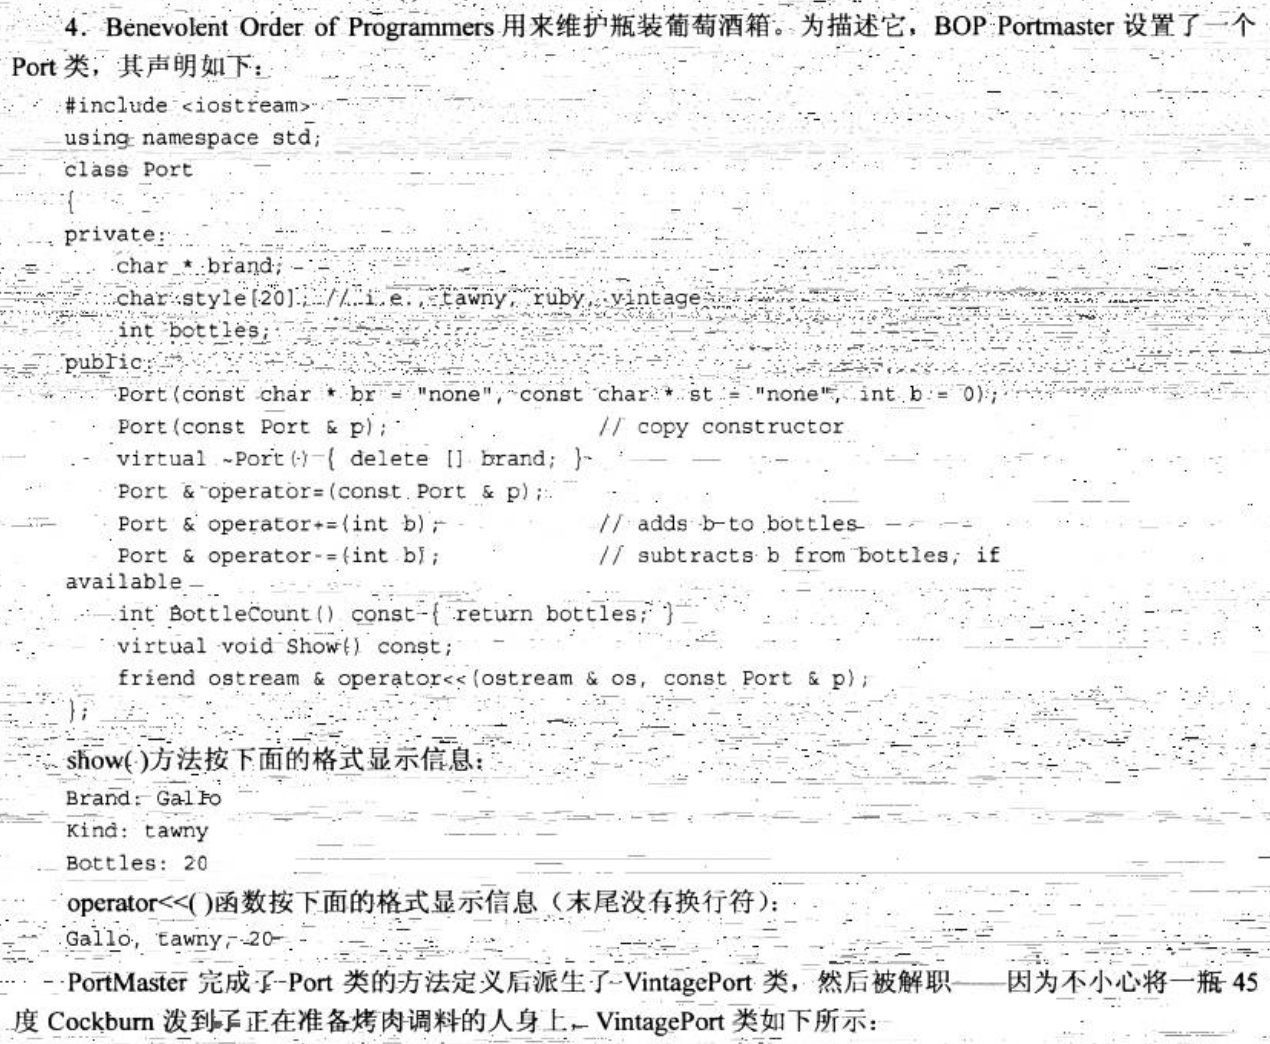 4．Benevolent Order of Programmers 用来维护瓶装葡萄酒箱。为描述它，BOP Portmaster 设置了一个
Port 类，其声明如下：
#include <iostream>
using namespace std;
class Port
{
private:
char * brand;
char style[20]; // i.e., tawny, ruby, vintage
int bottles;
public:
Port(const char * br = "none", const char * st = "none", int b = 0);
Port(const Port & p); // copy constructor
virtual ~Port() { delete [] brand; }
Port & operator=(const Port & p);
Port & operator+=(int b); // adds b to bottles
Port & operator-=(int b); // subtracts b from bottles, if
available
int BottleCount() const { return bottles; }
virtual void Show() const;
friend ostream & operator<<(ostream & os, const Port & p);
};
show( )方法按下面的格式显示信息：
Brand: Gallo
Kind: tawny
Bottles: 20
operator<<( )函数按下面的格式显示信息（末尾没有换行符）：
Gallo, tawny, 20
PortMaster 完成了 Port 类的方法定义后派生了 VintagePort 类，然后被解职——因为不小心将一瓶 45
度 Cockburn 泼到了正在准备烤肉调料的人身上，VintagePort 类如下所示：